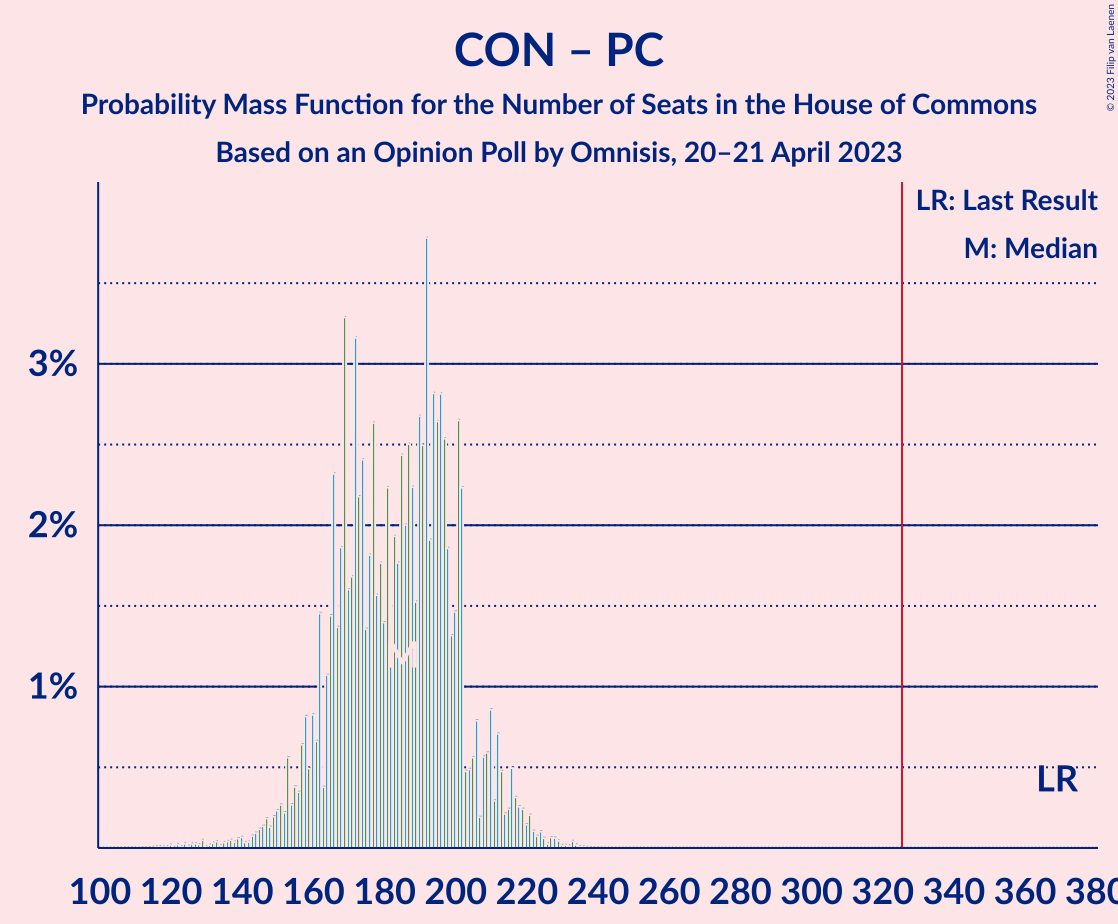 CON – PC
Probability Mass Function for the Number of Seats in the House of Commons
Based on an Opinion Poll by Omnisis, 20–21 April 2023
© 2023 Filip van Laenen
LR: Last Result
M: Median
3%
2%
1%
M
LR
100 120 140 160 180 200 220 240 260 280 300 320 340 360 380